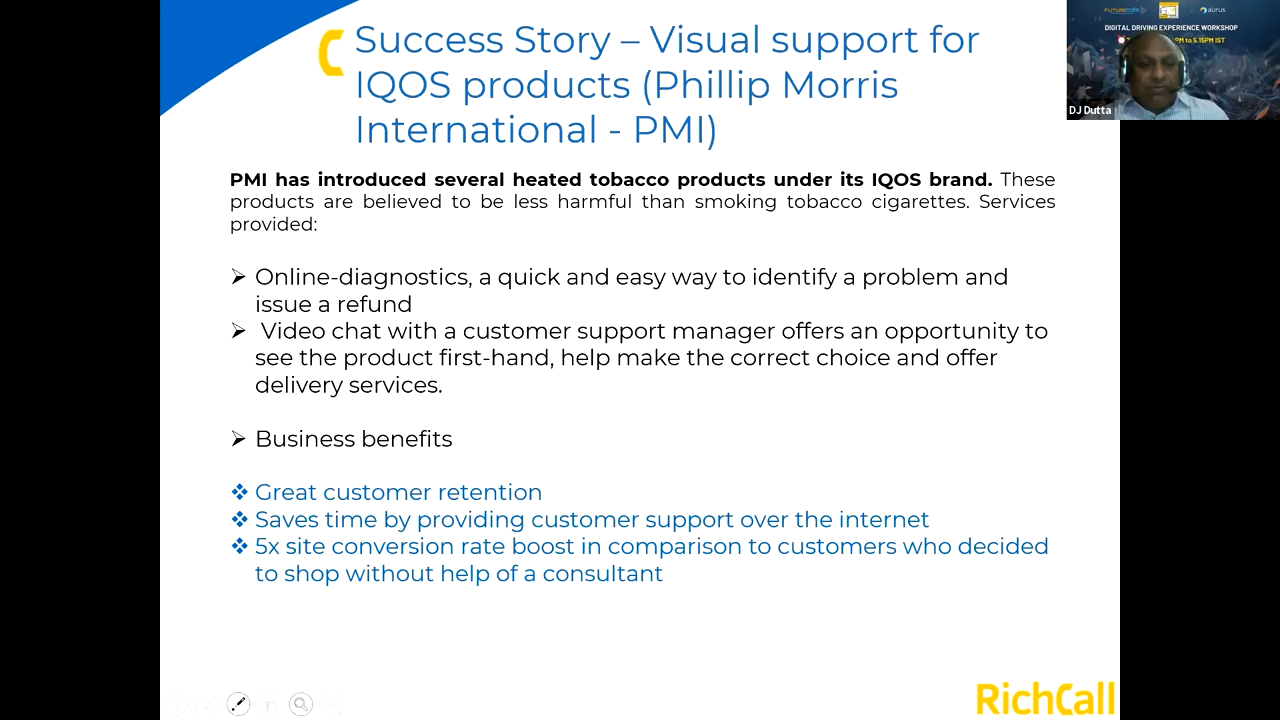 Success Story – Visual support for
IQOS products (Phillip Morris
International - PMI)
DIGITAL DRIVING EXPERIENCE WORKSHOP
PM to 5.15PM IST
DJ Dutta
PMI has introduced several heated tobacco products under its IQOS brand. These
products are believed to be less harmful than smoking tobacco cigarettes. Services
provided:
Online-diagnostics, a quick and easy way to identify a problem and
issue a refund
Video chat with a customer support manager offers an opportunity to
see the product first-hand, help make the correct choice and offer
delivery services.
Business benefits
Great customer retention
Saves time by providing customer support over the internet
5x site conversion rate boost in comparison to customers who decided
to shop without help of a consultant
RichCall